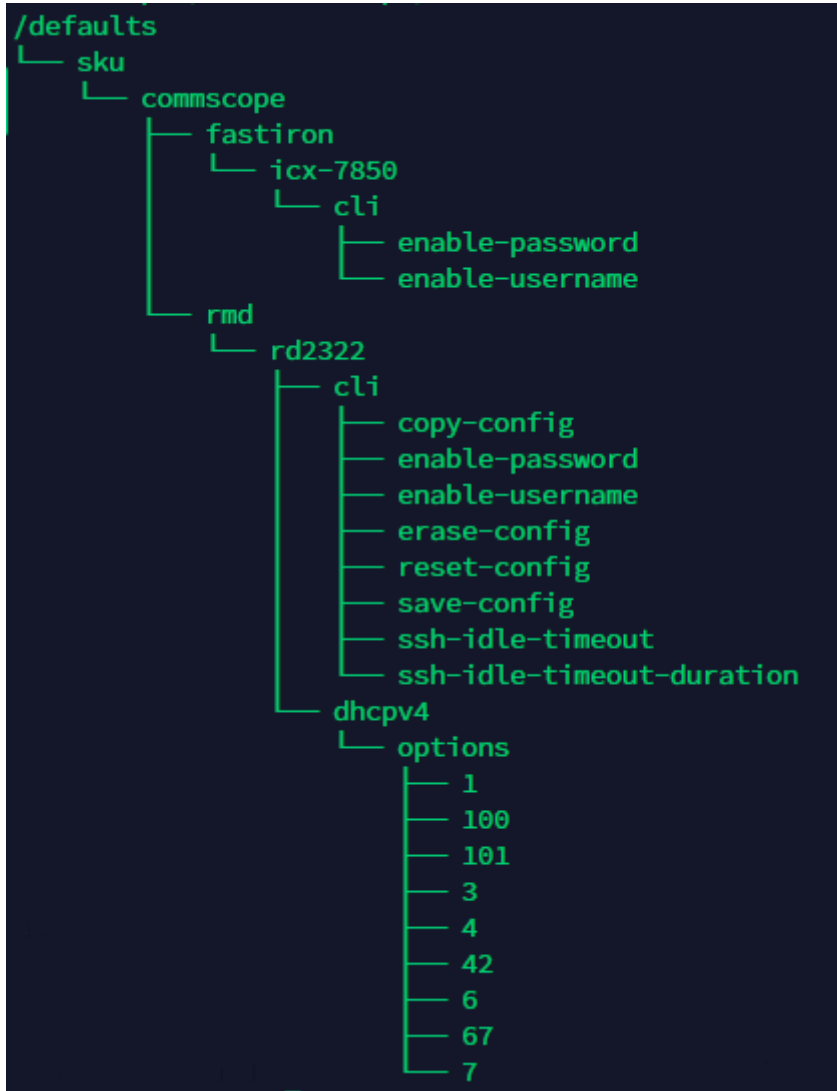 /defaults
└── sku
    └── commscope
        ├── fastiron
        │   └── icx-7850
        │       └── cli
        │           ├── enable-password
        │           └── enable-username
        └── rmd
            └── rd2322
                ├── cli
                │   ├── copy-config
                │   ├── enable-password
                │   ├── enable-username
                │   ├── erase-config
                │   ├── reset-config
                │   ├── save-config
                │   ├── ssh-idle-timeout
                │   └── ssh-idle-timeout-duration
                └── dhcpv4
                    └── options
                        ├── 1
                        ├── 100
                        ├── 101
                        ├── 3
                        ├── 4
                        ├── 42
                        ├── 6
                        ├── 67
                        └── 7